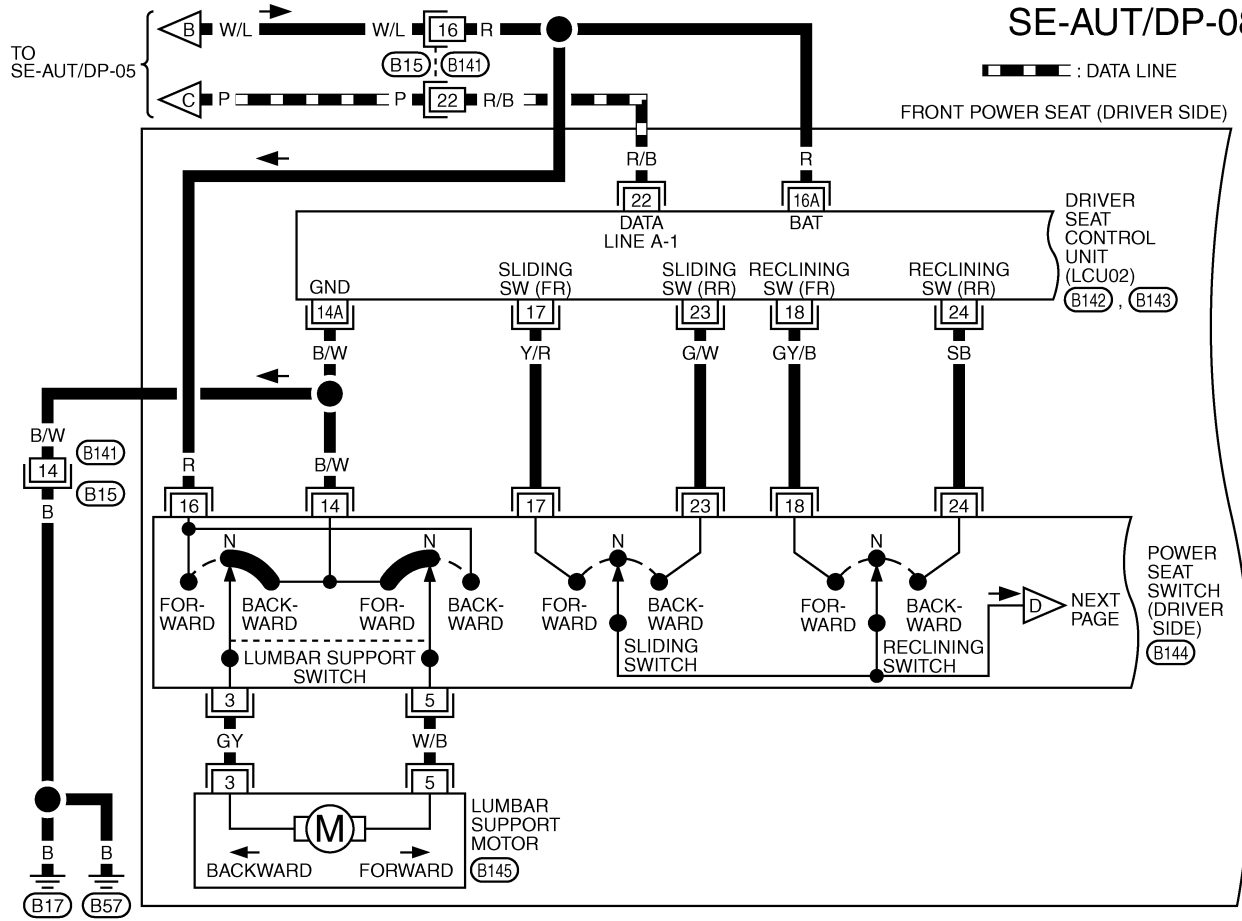 SE-AUT/DP-08
B W/L W/L 16 R
TO
SE-AUT/DP-05
B15 B141
: DATA LINE
C P P 22 R/B
FRONT POWER SEAT (DRIVER SIDE)
R/B R
22 16A
DATA
LINE A-1
BAT
DRIVER
SEAT
CONTROL
UNIT
(LCU02)
B142 , B143
GND
SLIDING
SW (FR)
SLIDING
SW (RR)
RECLINING
SW (FR)
RECLINING
SW (RR)
14A 17 23 18 24
B/W Y/R G/W GY/B SB
B/W
B141
14
B15
B
R B/W
16 14 17 23 18 24
N N N N
FOR-
WARD
BACK-
WARD
FOR-
WARD
BACK-
WARD
FOR-
WARD
BACK-
WARD
FOR-
WARD
BACK-
WARD
D NEXT
PAGE
POWER
SEAT
SWITCH
(DRIVER
SIDE)
B144
LUMBAR SUPPORT
SWITCH
SLIDING
SWITCH
RECLINING
SWITCH
3 5
GY W/B
3 5
M
BACKWARD FORWARD
LUMBAR
SUPPORT
MOTOR
B145
B B
B17 B57